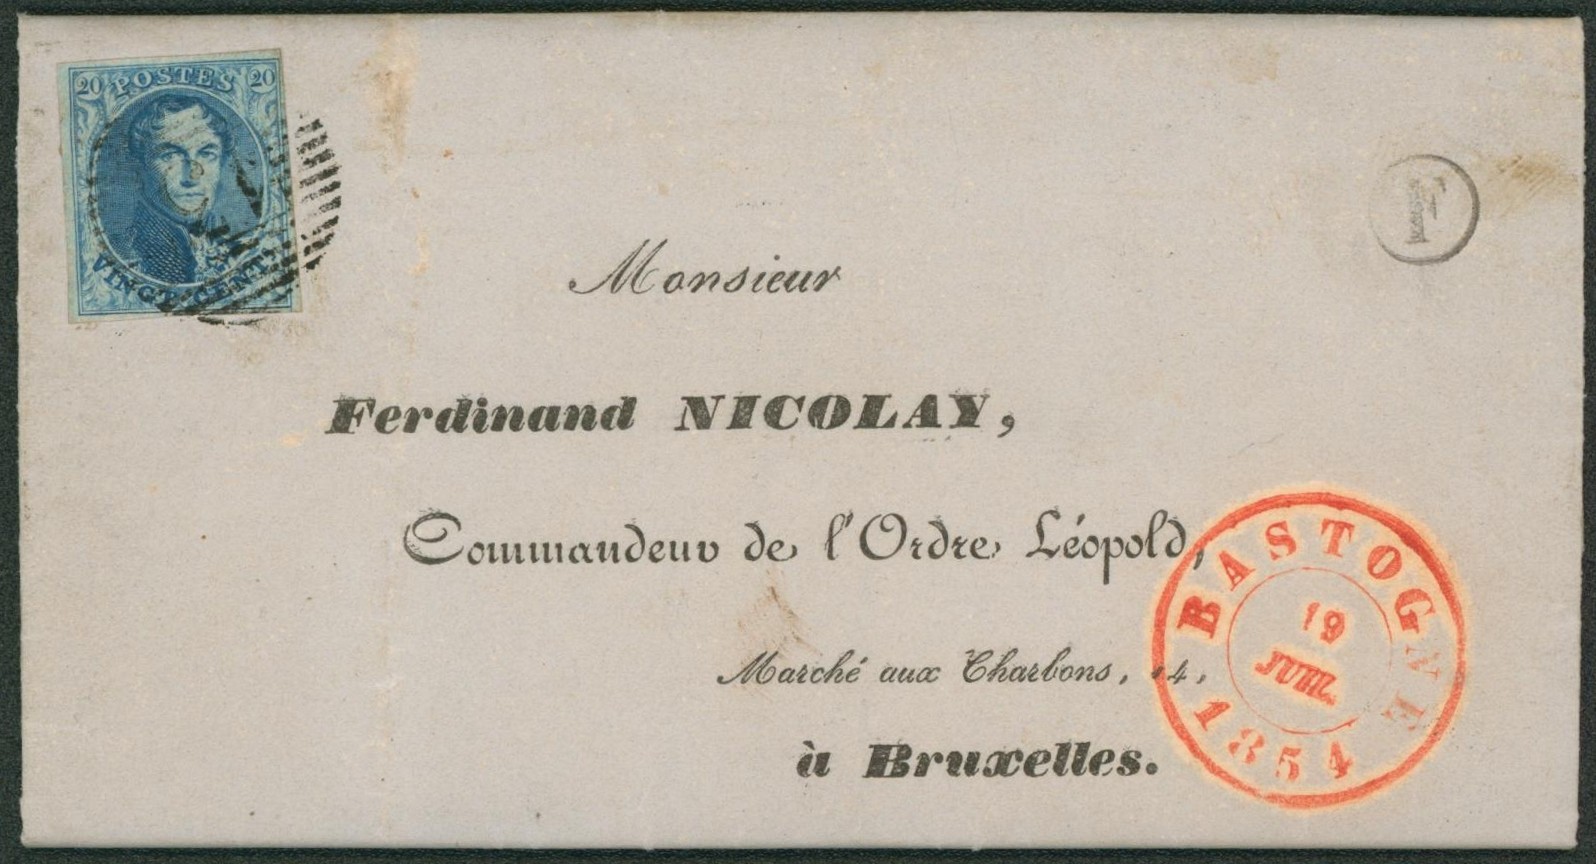 20 POSTES 20
VINGT CENT
F
Monsieur
Ferdinand NICOLAY,
Commandeur de l'Ordre Léopold,
Marché aux Charbons, 14,
à Bruxelles.
BASTOGNE
19
JUIL.
1854